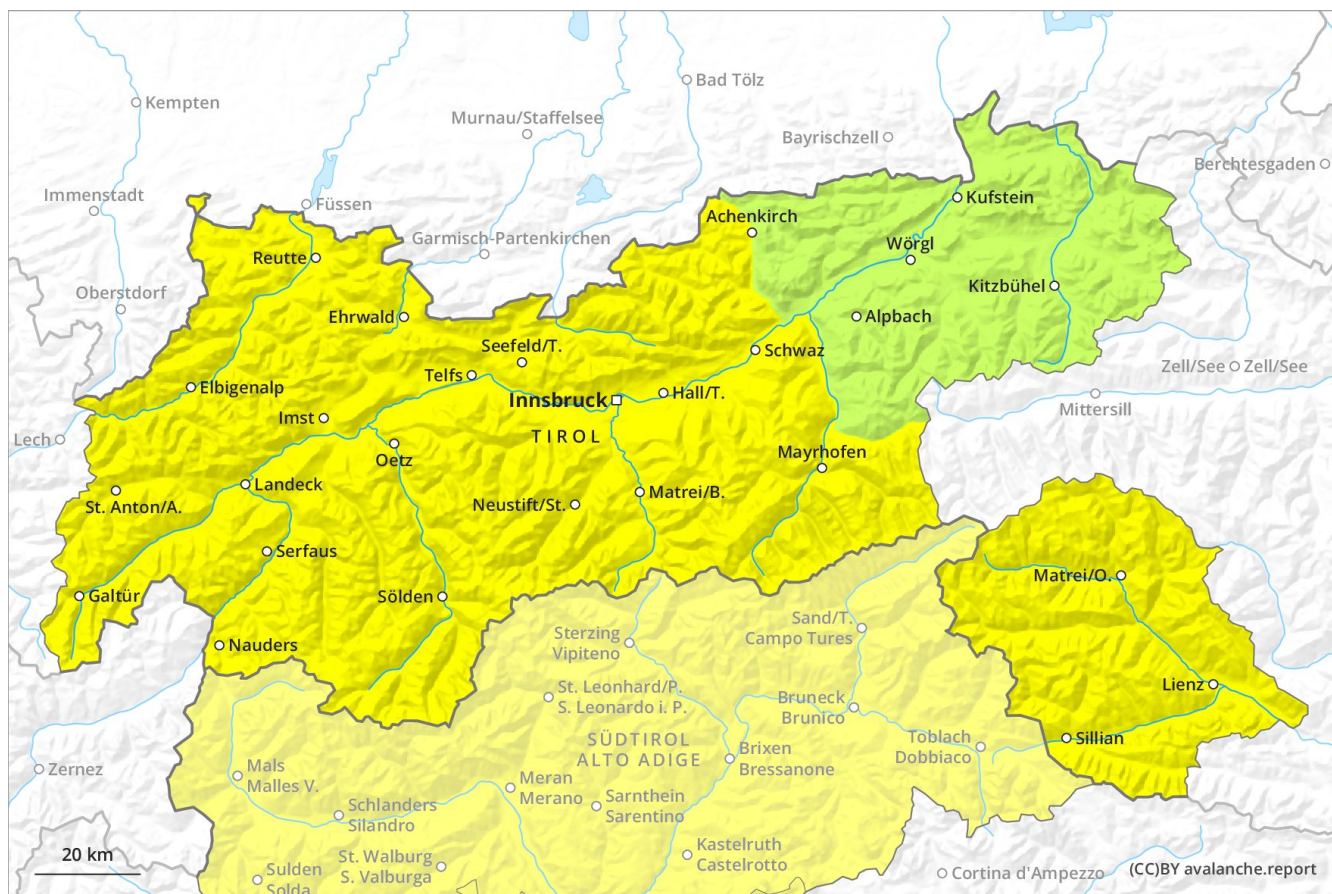 Bad Tölz
Kempten
Murnau/Staffelsee
Bayrischzell
Berchtesgaden
Immenstadt
Füssen
Kufstein
Achenkirch
Garmisch-Partenkirchen
Wörgl
Reutte
Kitzbühel
Oberstdorf
Ehrwald
Alpbach
Seefeld/T.
Schwaz
Telfs
Zell/See
Zell/See
Elbigenalp
Hall/T.
Innsbruck
Mittersill
Imst
TIROL
Lech
Oetz
Mayrhofen
Landeck
Matrei/B.
St. Anton/A.
Neustift/St.
Serfaus
Matrei/O.
Galtür
Sölden
Sand/T.
Campo Tures
Sterzing
Vipiteno
Nauders
Lienz
St. Leonhard/P.
S. Leonardo i. P.
Bruneck
Brunico
Sillian
Toblach
Dobbiaco
SÜDTIROL
ALTO ADIGE
Brixen
Bressanone
Zernez
Mals
Malles V.
Meran
Merano
Sarnthein
Sarentino
Schlanders
Silandro
Kastelruth
Castelrotto
20 km
St. Walburg
S. Valburga
Sulden
Solda
Cortina d'Ampezzo
(CC)BY avalanche.report